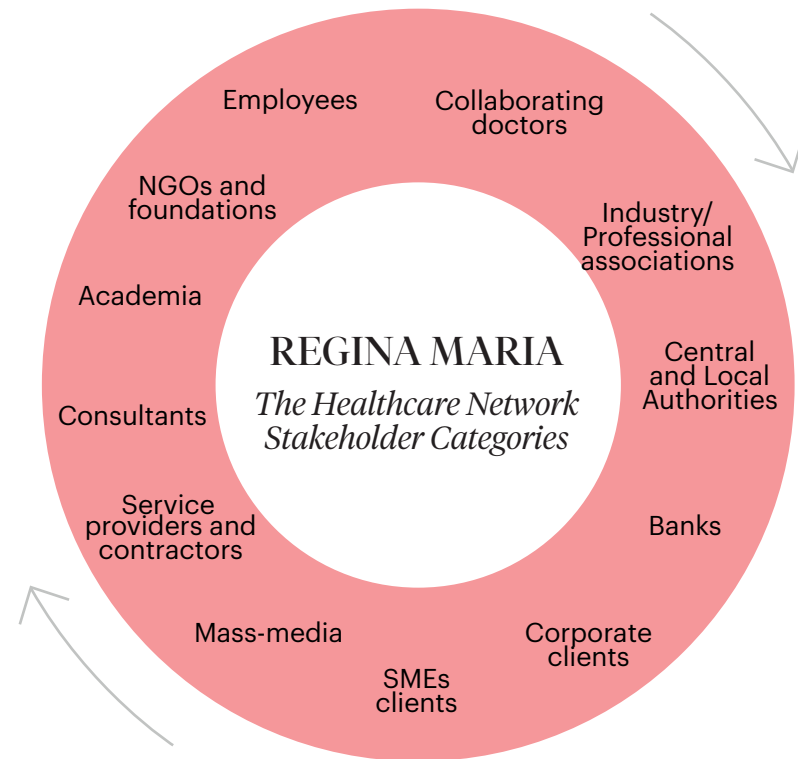 Employees
Collaborating
doctors
NGOs and
foundations
Industry/
Professional
associations
Academia
REGINA MARIA
The Healthcare Network
Stakeholder Categories
Central
and Local
Authorities
Consultants
Service
providers and
contractors
Banks
Mass-media
Corporate
clients
SMEs
clients